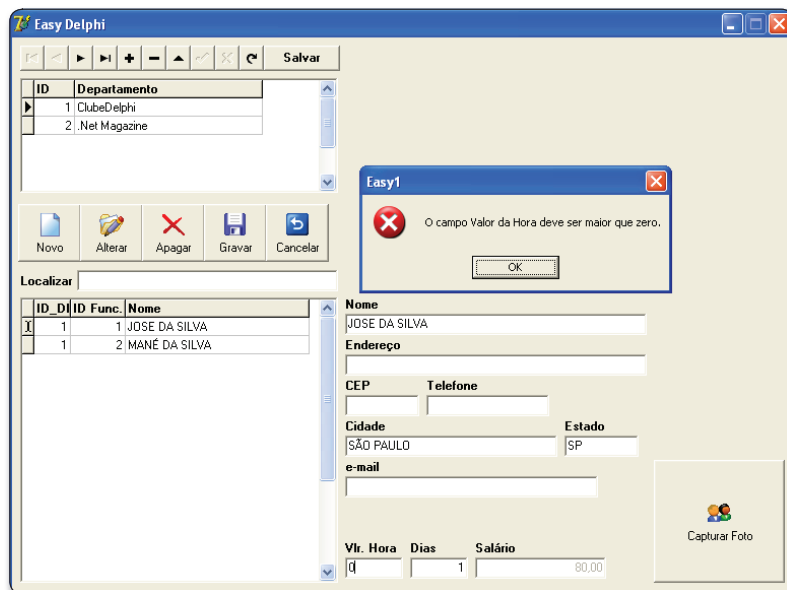 Easy Delphi
Salvar
ID Departamento
1 ClubeDelphi
2 .Net Magazine
Easy1
O campo Valor da Hora deve ser maior que zero.
OK
Novo Alterar Apagar Gravar Cancelar
Localizar
ID_DI ID Func. Nome
1 1 JOSE DA SILVA
1 2 MANÉ DA SILVA
Nome
JOSE DA SILVA
Endereço
CEP Telefone
Cidade Estado
SÃO PAULO SP
e-mail
Capturar Foto
Vlr. Hora Dias Salário
0 1 80,00